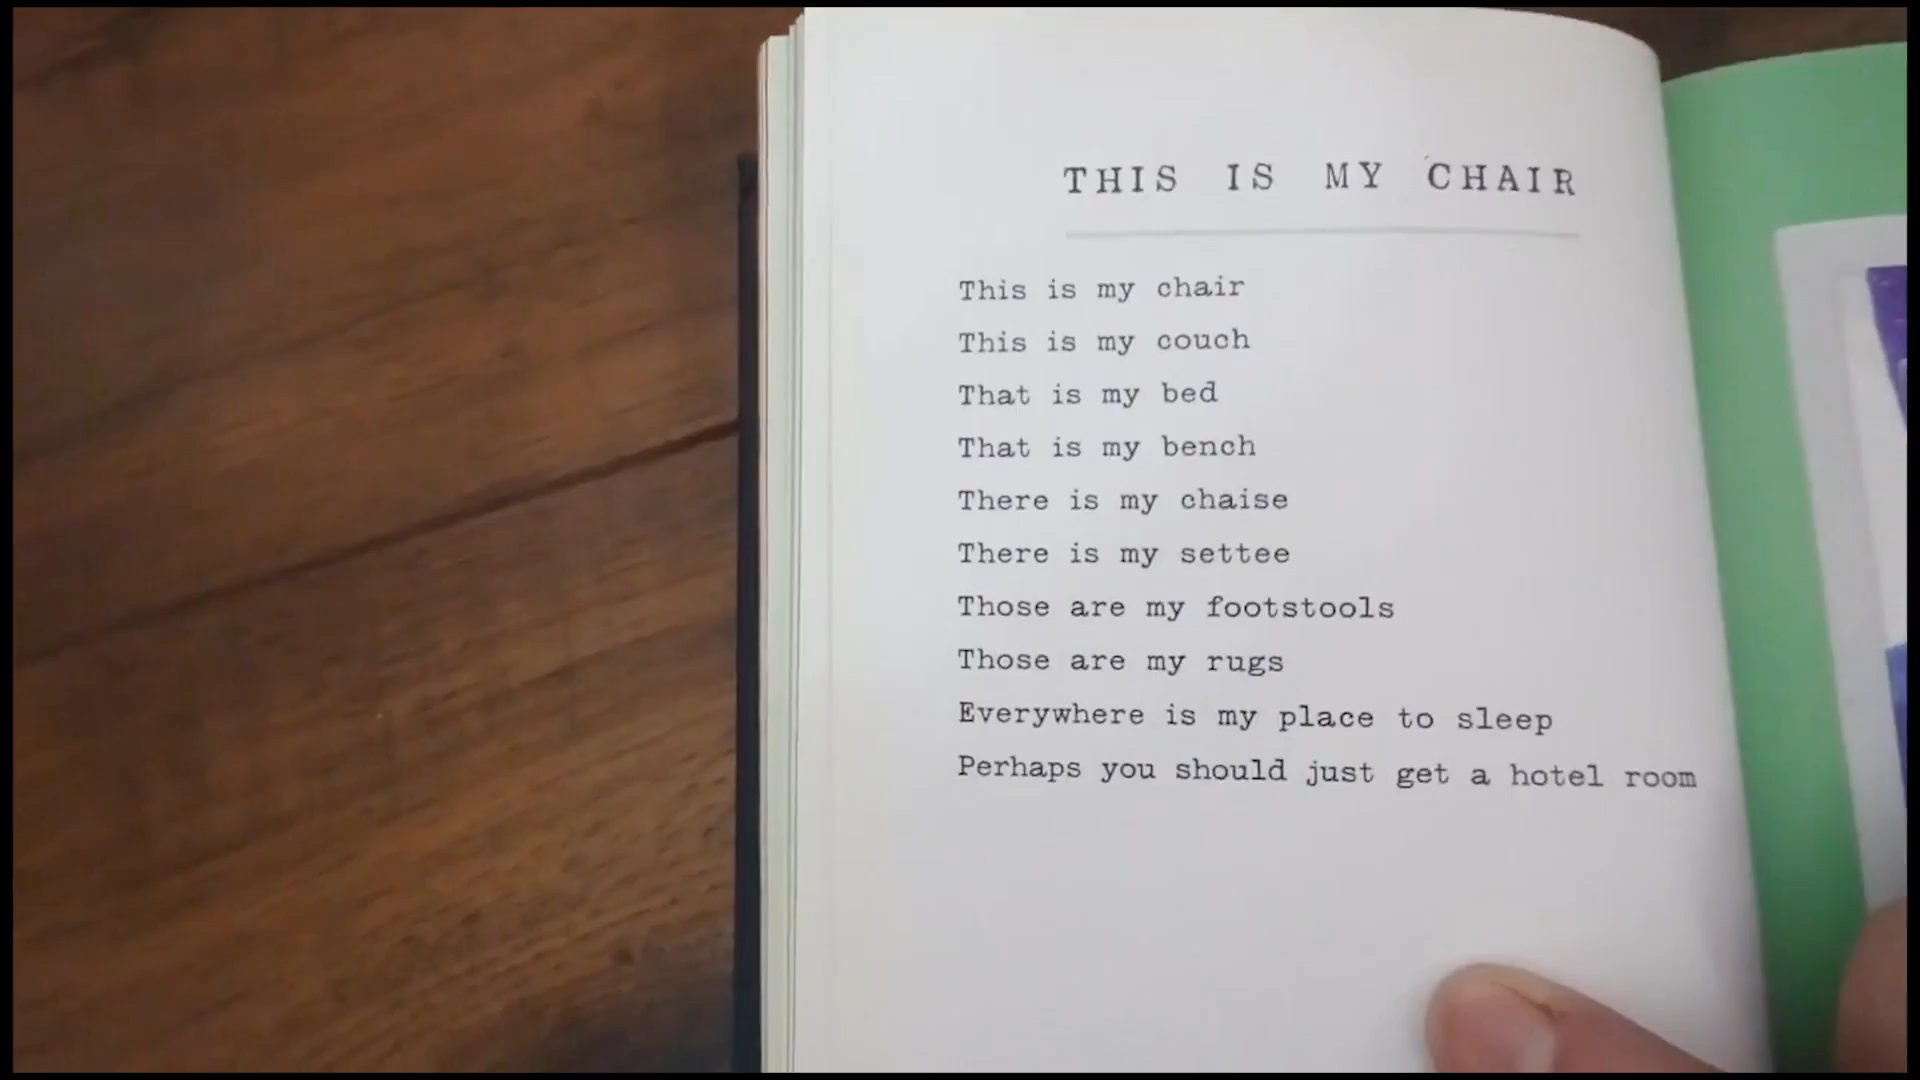 THIS IS MY CHAIR
This is my chair
This is my couch
That is my bed
That is my bench
There is my chaise
There is my settee
Those are my footstools
Those are my rugs
Everywhere is my place to sleep
Perhaps you should just get a hotel room